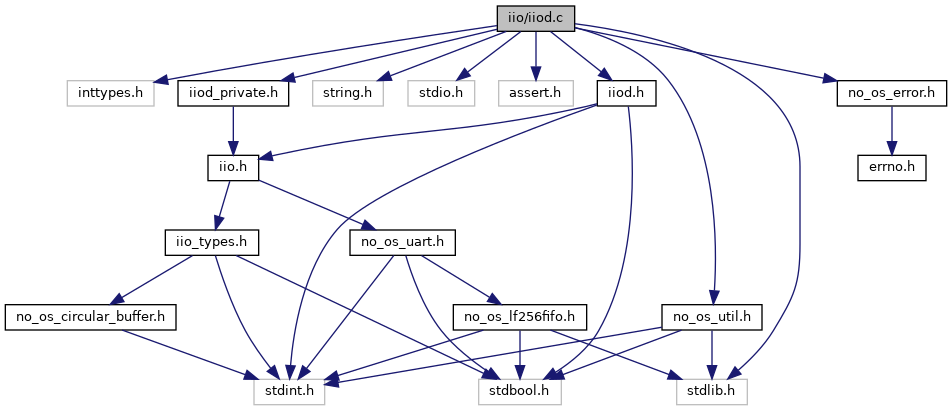 iio/iiod.c
inttypes.h
iiod_private.h
string.h
stdio.h
assert.h
iiod.h
no_os_error.h
iio.h
errno.h
iio_types.h
no_os_uart.h
no_os_circular_buffer.h
no_os_lf256fifo.h
no_os_util.h
stdint.h
stdbool.h
stdlib.h